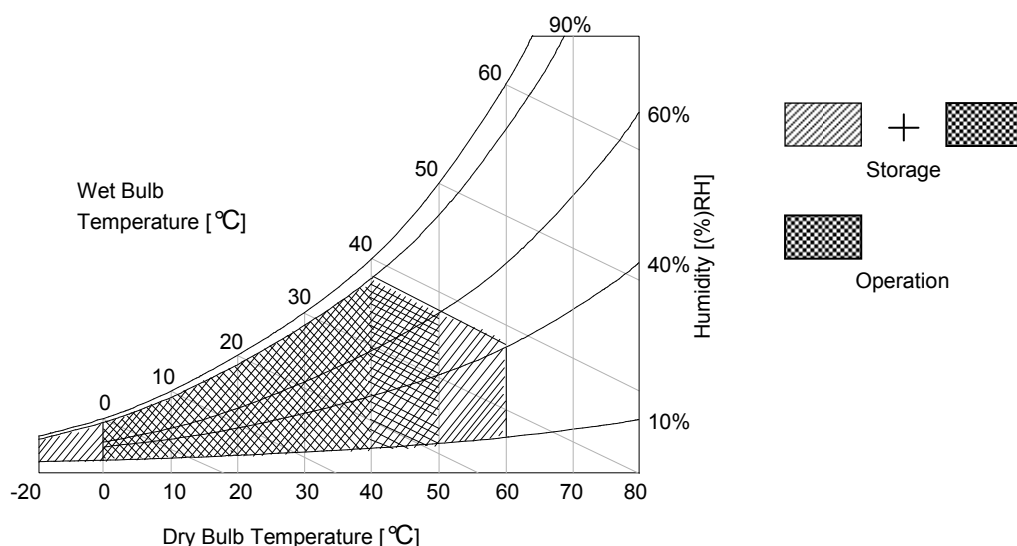 90%
60
60%
50
Wet Bulb
Temperature [℃]
Humidity [(%)RH]
40
40%
30
20
10
0
10%
-20 0 10 20 30 40 50 60 70 80
Dry Bulb Temperature [℃]
+
Storage
Operation